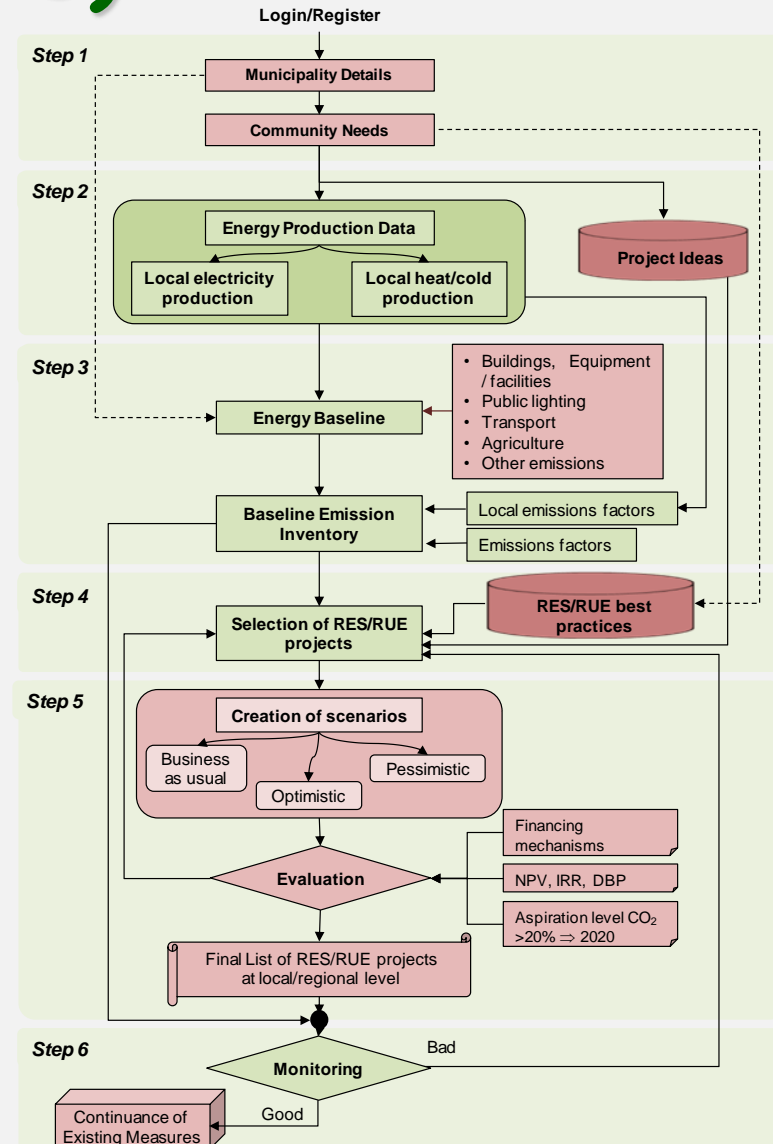 Login/Register
Step 1
Municipality Details
Community Needs
Step 2
Energy Production Data
Local electricity
production
Local heat/cold
production
Project Ideas
Step 3
• Buildings, Equipment
/ facilities
• Public lighting
• Transport
• Agriculture
• Other emissions
Energy Baseline
Baseline Emission
Inventory
Local emissions factors
Emissions factors
Step 4
Selection of RES/RUE
projects
RES/RUE best
practices
Step 5
Creation of scenarios
Business
as usual
Optimistic
Pessimistic
Evaluation
Financing
mechanisms
NPV, IRR, DBP
Aspiration level CO₂
>20% ⇒ 2020
Final List of RES/RUE projects
at local/regional level
Step 6
Monitoring
Bad
Good
Continuance of
Existing Measures